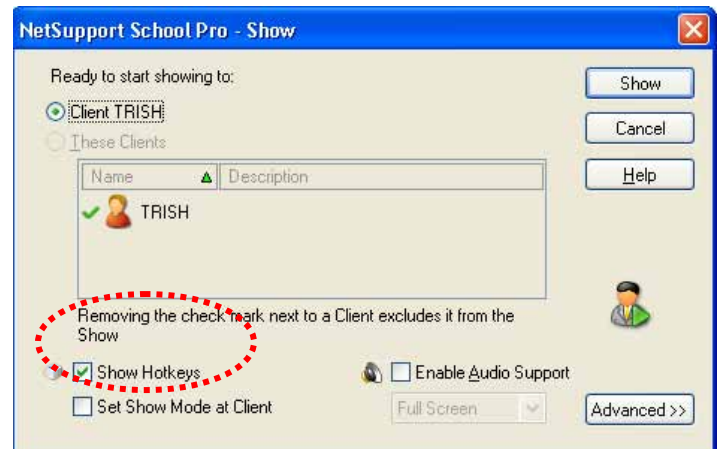 NetSupport School Pro - Show
Ready to start showing to:
Show
Client TRISH
Cancel
These Clients
Help
Name Description
TRISH
Removing the check mark next to a Client excludes it from the
Show
Show Hotkeys Enable Audio Support
Set Show Mode at Client Full Screen Advanced >>